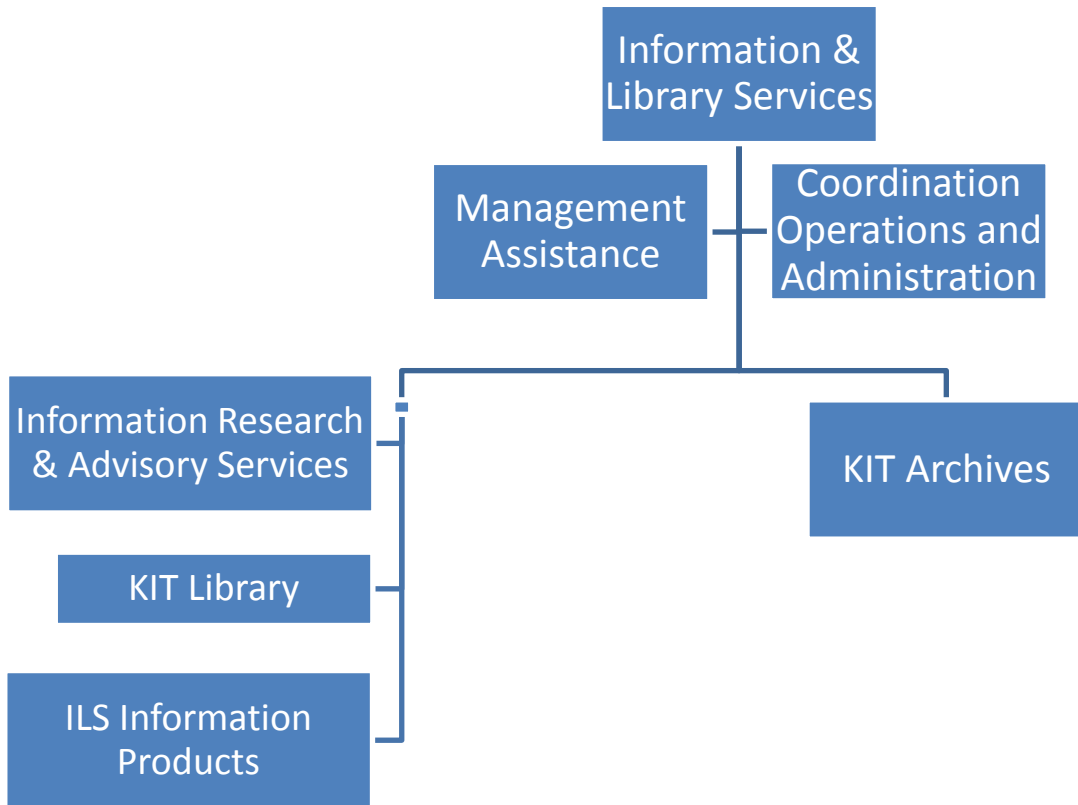 Information &
Library Services
Management
Assistance
Coordination
Operations and
Administration
Information Research
& Advisory Services
KIT Archives
KIT Library
ILS Information
Products